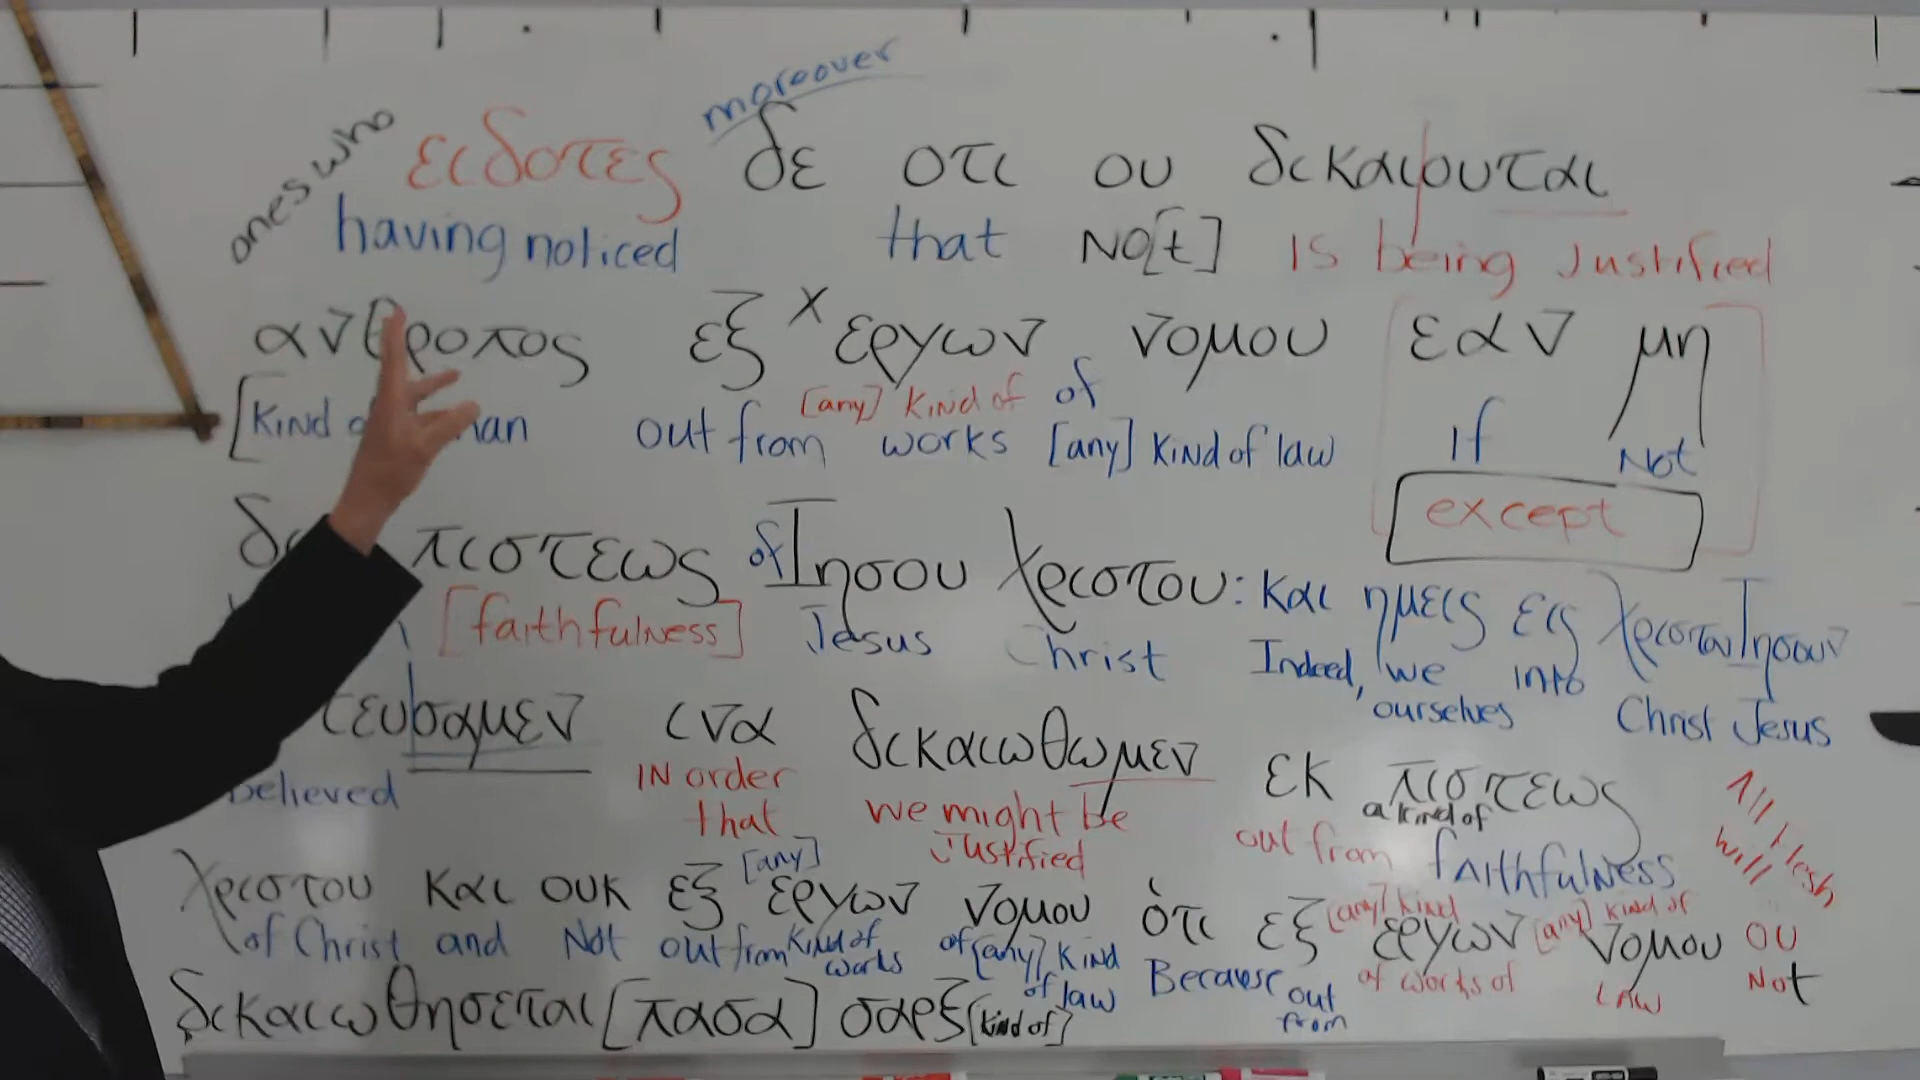 moreover
ones who ειδοτες δε οτι ου δικαιουται
having noticed that NO[t] Is being Justified
ανθροπος εξ x εργων νομου εαν μη
[any] Kind of of
[Kind out from works [any] Kind of law If Not
except
πιστεως of Ιησου Χριστου: και ημεις εις Χριστον Ιησουν
[faithfulness] Jesus Christ Indeed, we into
ourselves Christ Jesus
τευσαμεν ινα δικαιωθωμεν εκ πιστεως
believed IN order that we might be Justified out from a kind of fAIthfulNess
All flesh will
[any] [any] kind [any] kind of
Χριστου και ουκ εξ εργων νομου ότι εξ εργων νομου ου
of Christ and Not out from kind of works of [any] Kind of law Because out from of works of LAW Not
δικαιωθησεται [πασα] σαρξ [kind of]